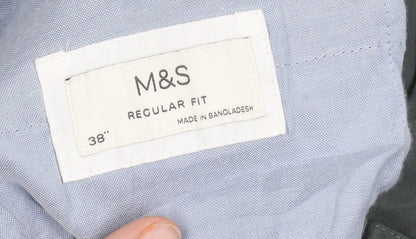 M&S
REGULAR FIT
MADE IN BANGLADESH
38"